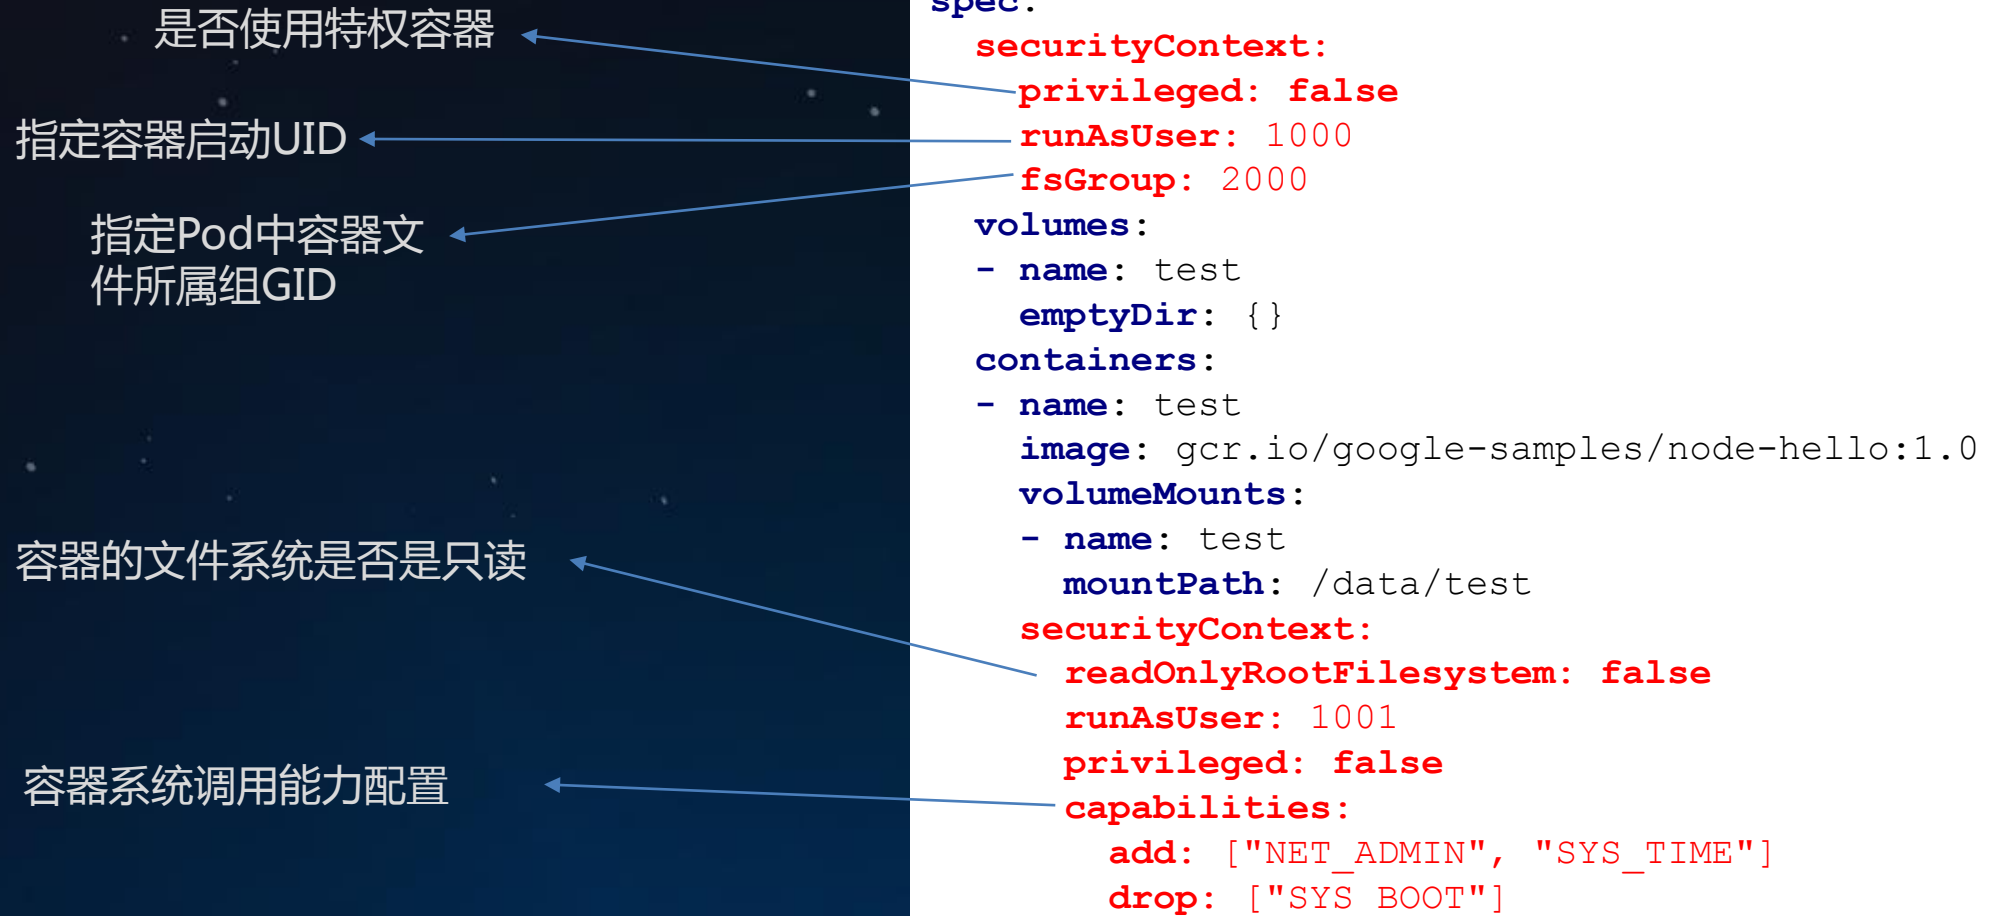 是否使用特权容器
指定容器启动UID
指定Pod中容器文
件所属组GID
容器的文件系统是否是只读
容器系统调用能力配置
spec:
securityContext:
privileged: false
runAsUser: 1000
fsGroup: 2000
volumes:
- name: test
emptyDir: {}
containers:
- name: test
image: gcr.io/google-samples/node-hello:1.0
volumeMounts:
- name: test
mountPath: /data/test
securityContext:
readOnlyRootFilesystem: false
runAsUser: 1001
privileged: false
capabilities:
add: ["NET_ADMIN", "SYS_TIME"]
drop: ["SYS_BOOT"]